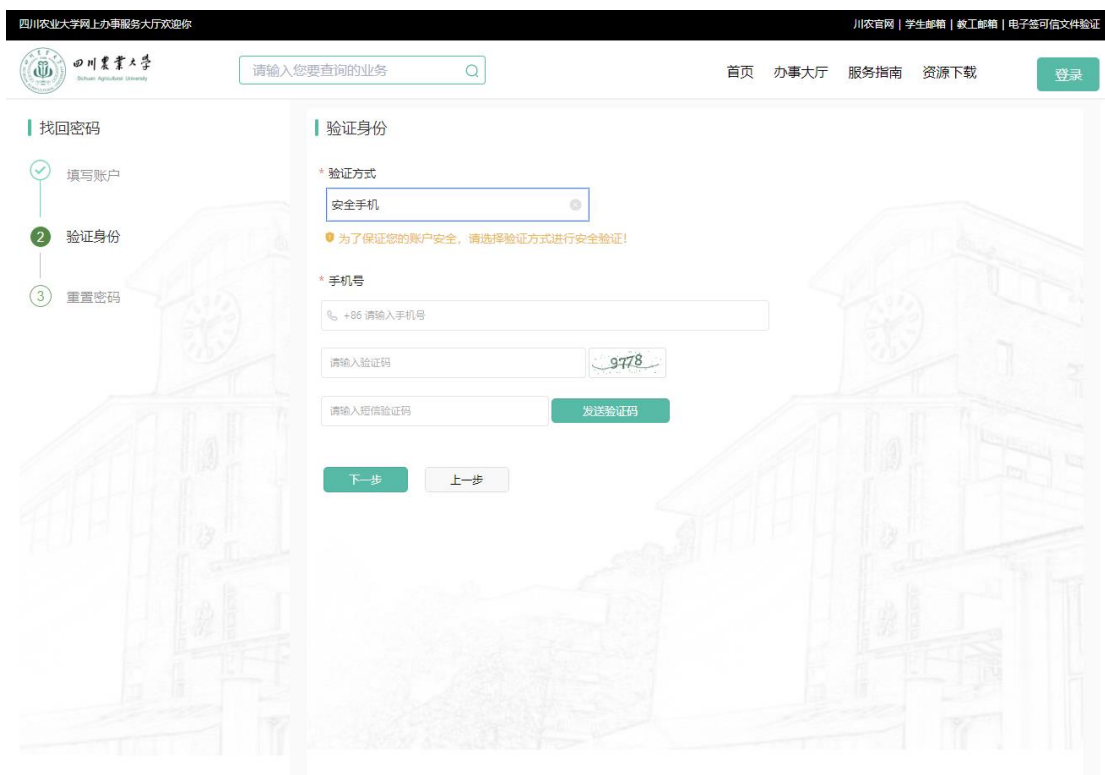 四川农业大学网上办事服务大厅欢迎你
川农官网 | 学生邮箱 | 教工邮箱 | 电子签可信文件验证
四川農業大学
Sichuan Agricultural University
请输入您要查询的业务
首页 办事大厅 服务指南 资源下载
登录
找回密码
填写账户
2 验证身份
3 重置密码
验证身份
* 验证方式
安全手机
为了保证您的账户安全，请选择验证方式进行安全验证！
* 手机号
+86 请输入手机号
请输入验证码
9778
请输入短信验证码
发送验证码
下一步
上一步